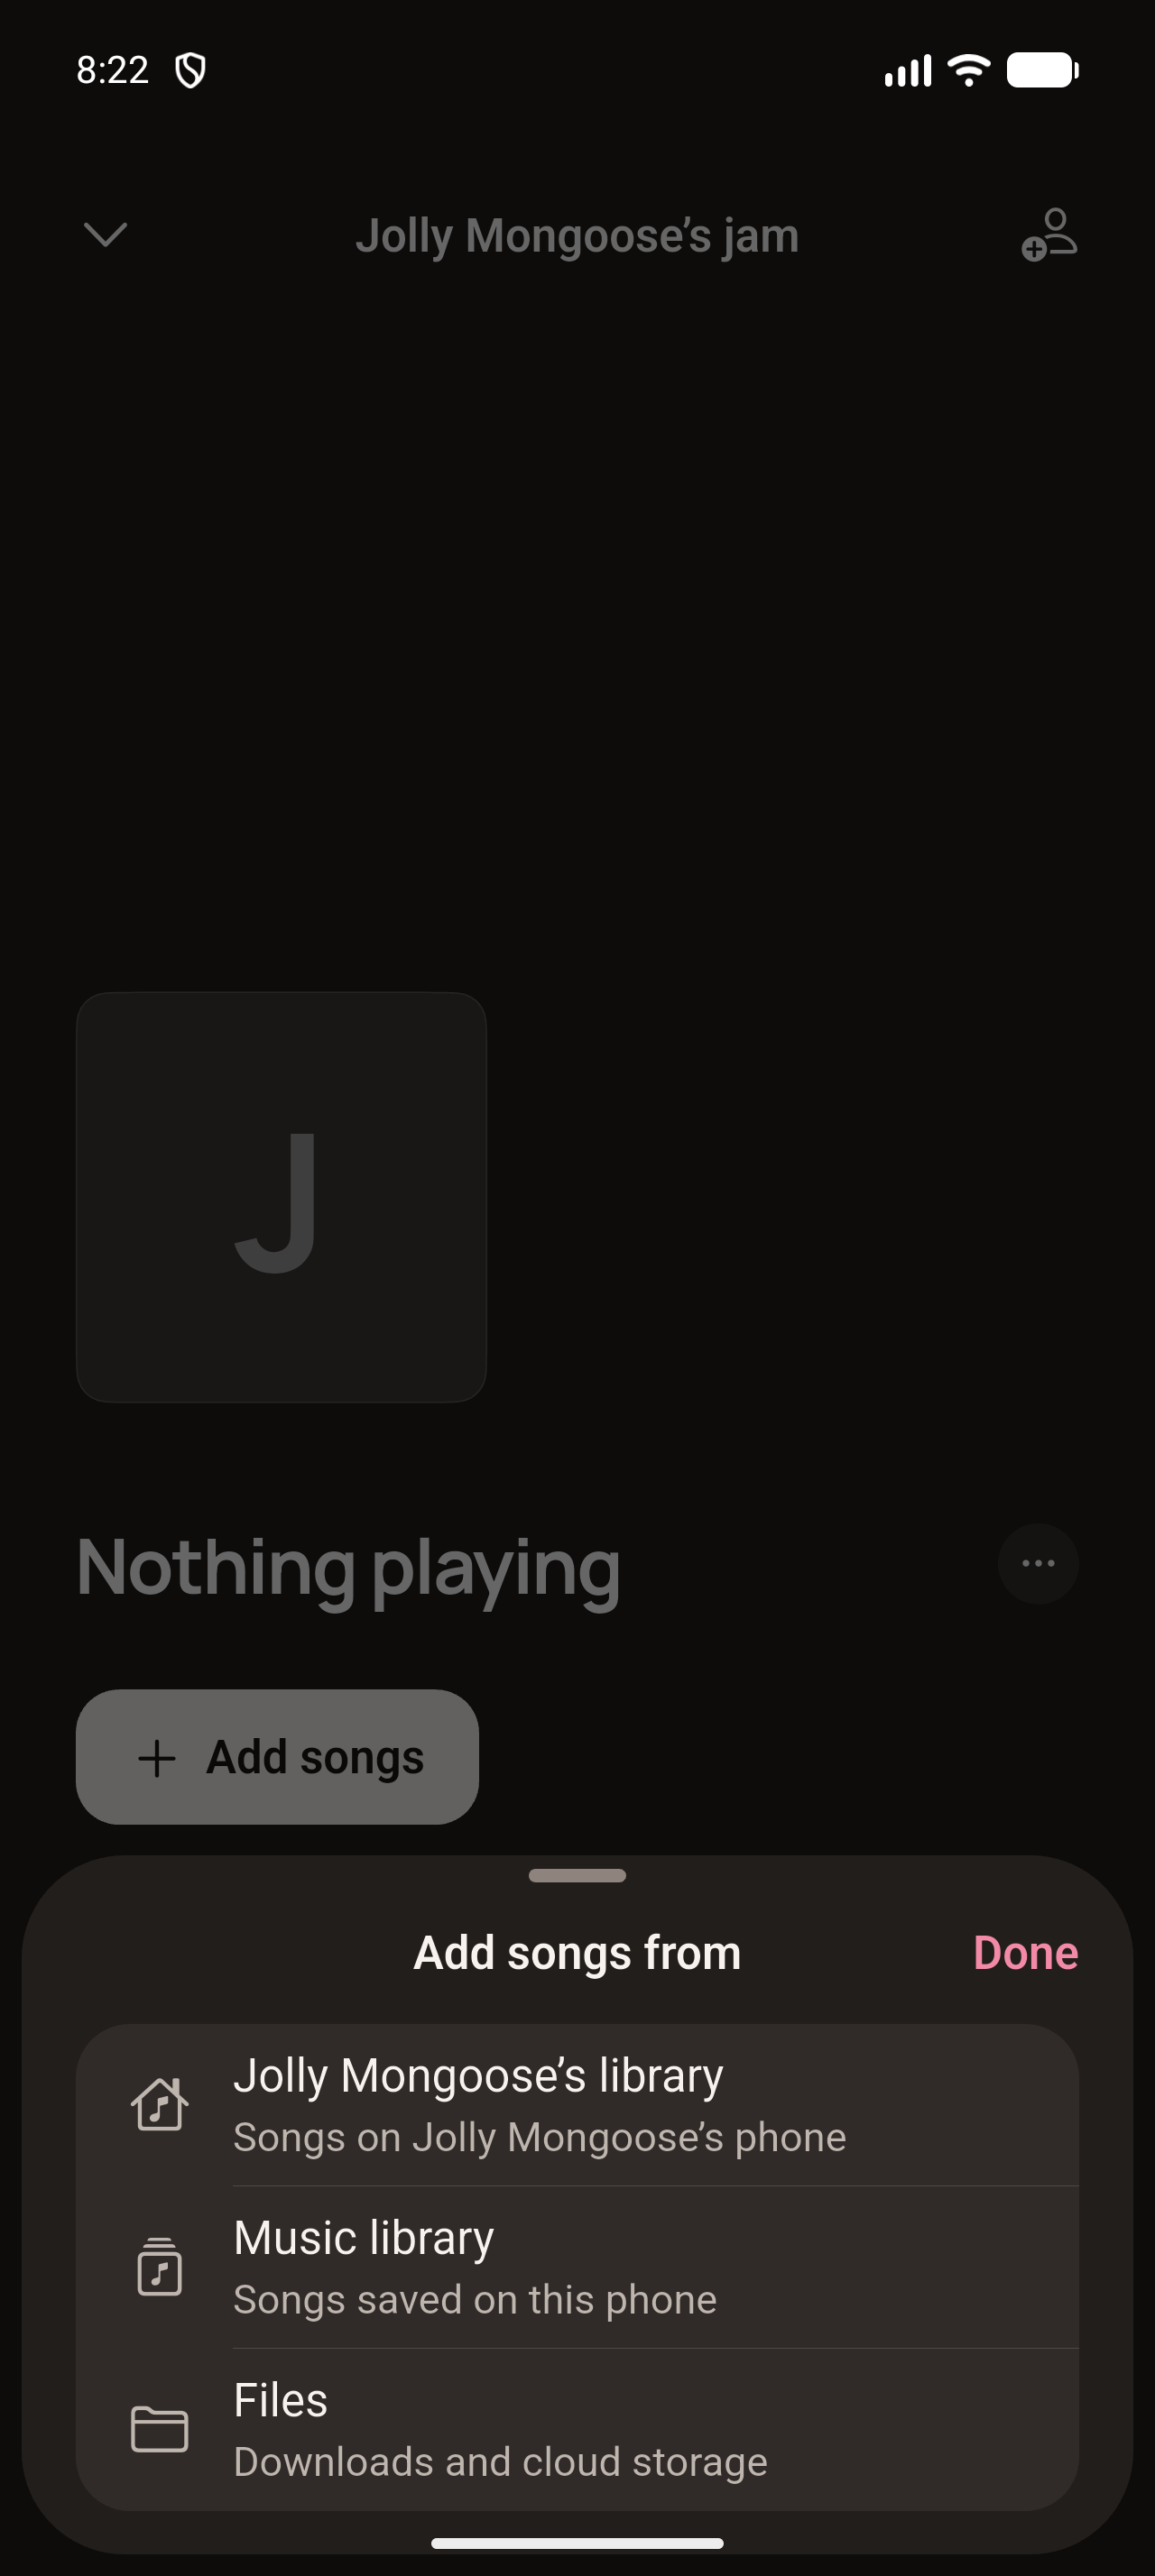 8:22
Jolly Mongoose’s jam
J
Nothing playing
Add songs
Add songs from
Done
Jolly Mongoose’s library
Songs on Jolly Mongoose’s phone
Music library
Songs saved on this phone
Files
Downloads and cloud storage